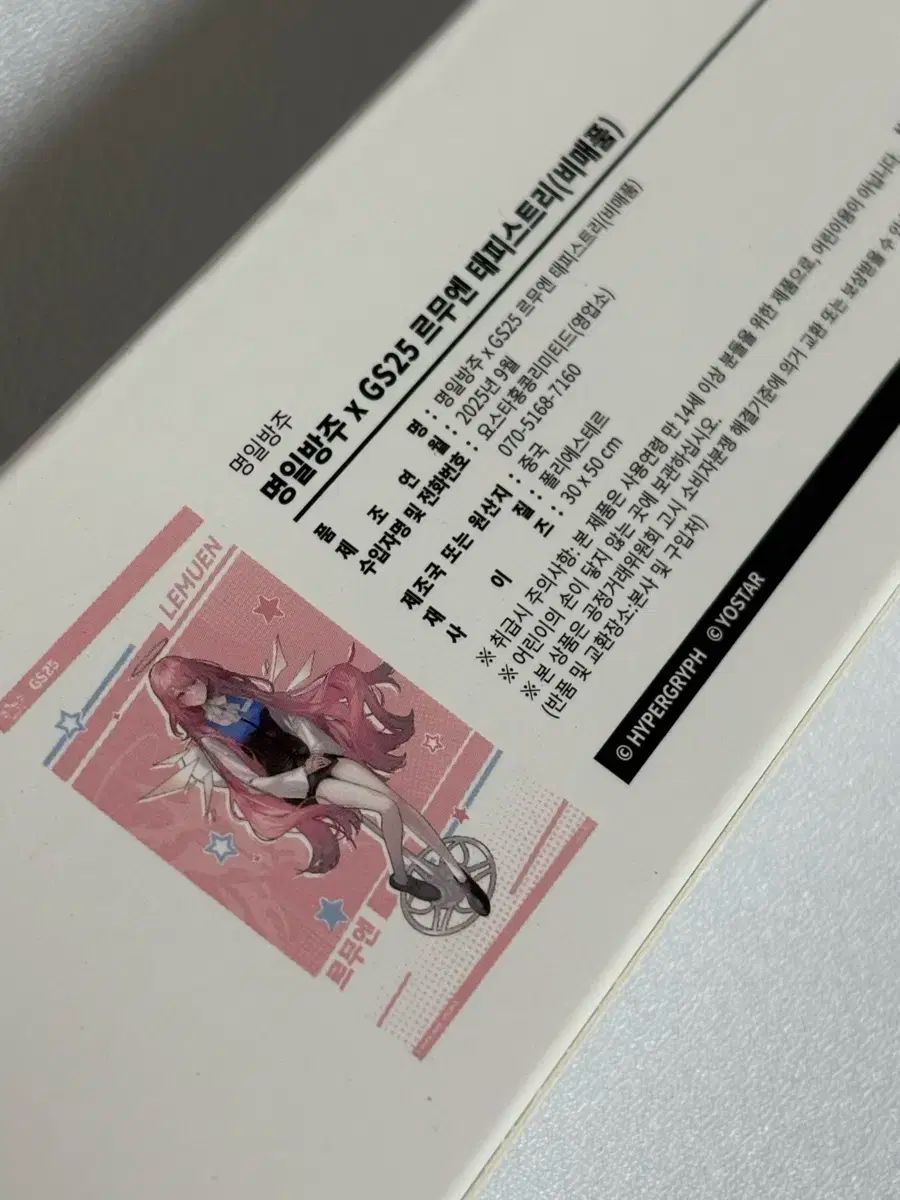 명일방주
명일방주 x GS25 르무엔 태피스트리(비매품)
품 명 : 명일방주 x GS25 르무엔 태피스트리(비매품)
제 조 연 월 : 2025년 9월
수입자명 및 전화번호 : 요스타홍콩리미티드(영업소)
070-5168-7160
제조국 또는 원산지 : 중국
재 질 : 폴리에스테르
사 이 즈 : 30 x 50 cm
※ 취급시 주의사항: 본 제품은 사용연령 만 14세 이상 분들을 위한 제품으로, 어린이용이 아닙니다.
※ 어린이의 손이 닿지 않는 곳에 보관하십시오.
※ 본 상품은 공정거래위원회 고시 소비자분쟁 해결기준에 의거 교환 또는 보상받을 수 있
(반품 및 교환장소:본사 및 구입처)
© HYPERGRYPH © YOSTAR
GS25
LEMUEN
르무엔